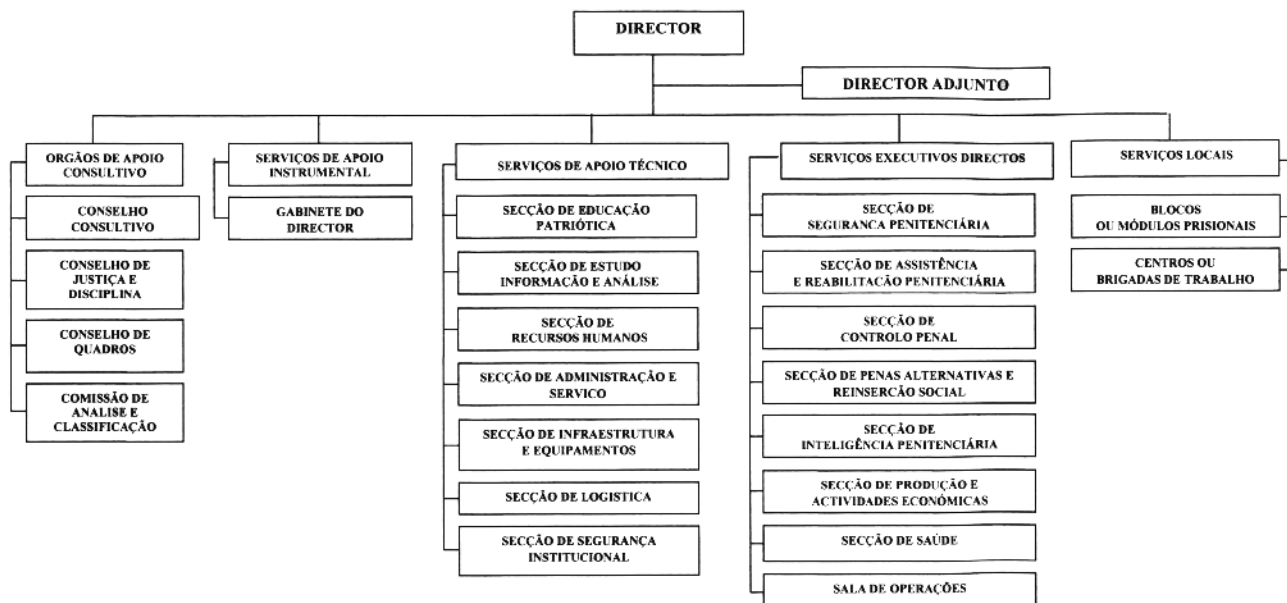 DIRECTOR
DIRECTOR ADJUNTO
ORGÃOS DE APOIO
CONSULTIVO
CONSELHO
CONSULTIVO
CONSELHO DE
JUSTIÇA E
DISCIPLINA
CONSELHO DE
QUADROS
COMISSÃO DE
ANALISE E
CLASSIFICAÇÃO
SERVIÇOS DE APOIO
INSTRUMENTAL
GABINETE DO
DIRECTOR
SERVIÇOS DE APOIO TÉCNICO
SECÇÃO DE EDUCAÇÃO
PATRIÓTICA
SECÇÃO DE ESTUDO
INFORMAÇÃO E ANÁLISE
SECÇÃO DE
RECURSOS HUMANOS
SECÇÃO DE ADMINISTRAÇÃO E
SERVICO
SECÇÃO DE INFRAESTRUTURA
E EQUIPAMENTOS
SECÇÃO DE LOGISTICA
SECÇÃO DE SEGURANÇA
INSTITUCIONAL
SERVIÇOS EXECUTIVOS DIRECTOS
SECÇÃO DE
SEGURANCA PENITENCIÁRIA
SECÇÃO DE ASSISTÊNCIA
E REABILITACÃO PENITENCIÁRIA
SECÇÃO DE
CONTROLO PENAL
SECÇÃO DE PENAS ALTERNATIVAS E
REINSERCÃO SOCIAL
SECÇÃO DE
INTELIGÊNCIA PENITENCIÁRIA
SECÇÃO DE PRODUÇÃO E
ACTIVIDADES ECONÓMICAS
SECÇÃO DE SAÚDE
SALA DE OPERAÇÕES
SERVIÇOS LOCAIS
BLOCOS
OU MÓDULOS PRISIONAIS
CENTROS OU
BRIGADAS DE TRABALHO